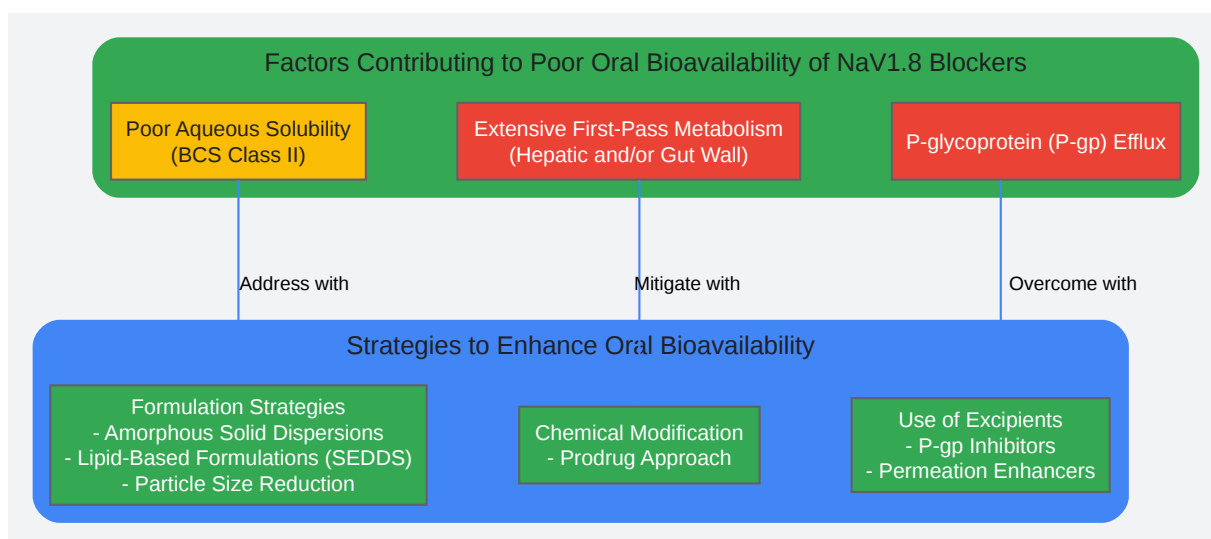 Factors Contributing to Poor Oral Bioavailability of NaV1.8 Blockers
Poor Aqueous Solubility
(BCS Class II)
Extensive First-Pass Metabolism
(Hepatic and/or Gut Wall)
P-glycoprotein (P-gp) Efflux
Address with
Mitigate with
Overcome with
Strategies to Enhance Oral Bioavailability
Formulation Strategies
- Amorphous Solid Dispersions
- Lipid-Based Formulations (SEDDS)
- Particle Size Reduction
Chemical Modification
- Prodrug Approach
Use of Excipients
- P-gp Inhibitors
- Permeation Enhancers